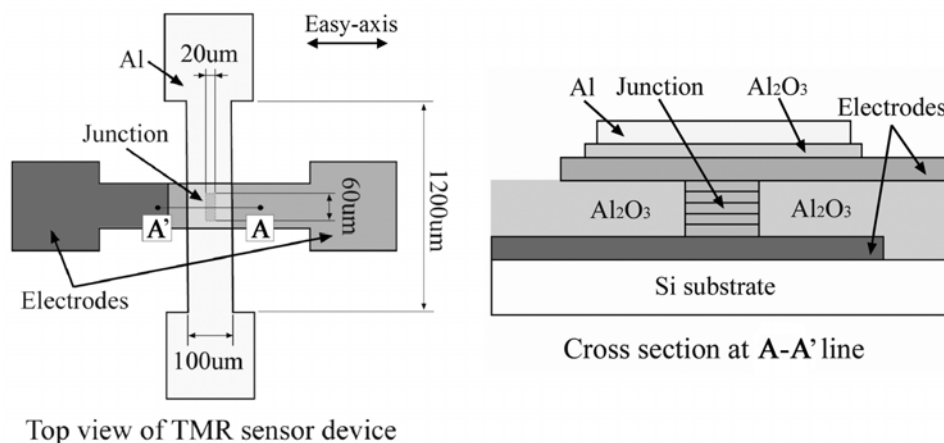 Easy-axis
20um
Al
Junction
60um
1200um
A'
A
Electrodes
100um
Top view of TMR sensor device
Al
Junction
Al₂O₃
Electrodes
Al₂O₃
Al₂O₃
Si substrate
Cross section at A-A' line